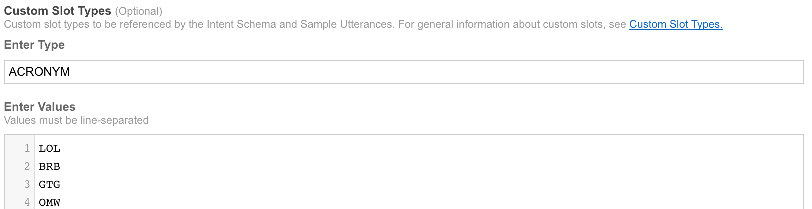 Custom Slot Types (Optional)
Custom slot types to be referenced by the Intent Schema and Sample Utterances. For general information about custom slots, see Custom Slot Types.
Enter Type
ACRONYM
Enter Values
Values must be line-separated
1 LOL
2 BRB
3 GTG
4 OMW